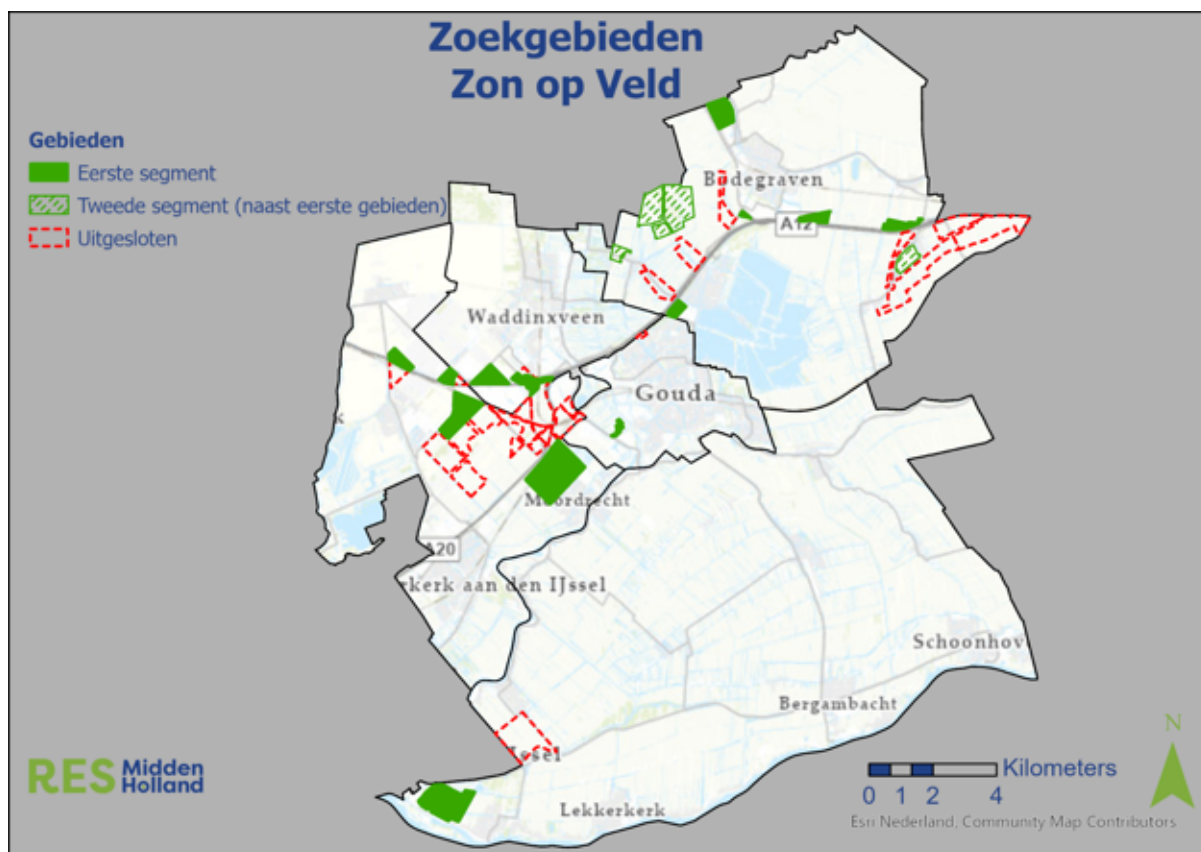 Zoekgebieden
Zon op Veld
Gebieden
Eerste segment
Tweede segment (naast eerste gebieden)
Uitgesloten
Bodegraven
A12
Waddinxveen
Gouda
k
Moordrecht
A20
ekerk aan den IJssel
Schoonhov
Bergambacht
IJssel
Lekkerkerk
RES Midden
Holland
N
Kilometers
0 1 2 4
Esri Nederland, Community Map Contributors